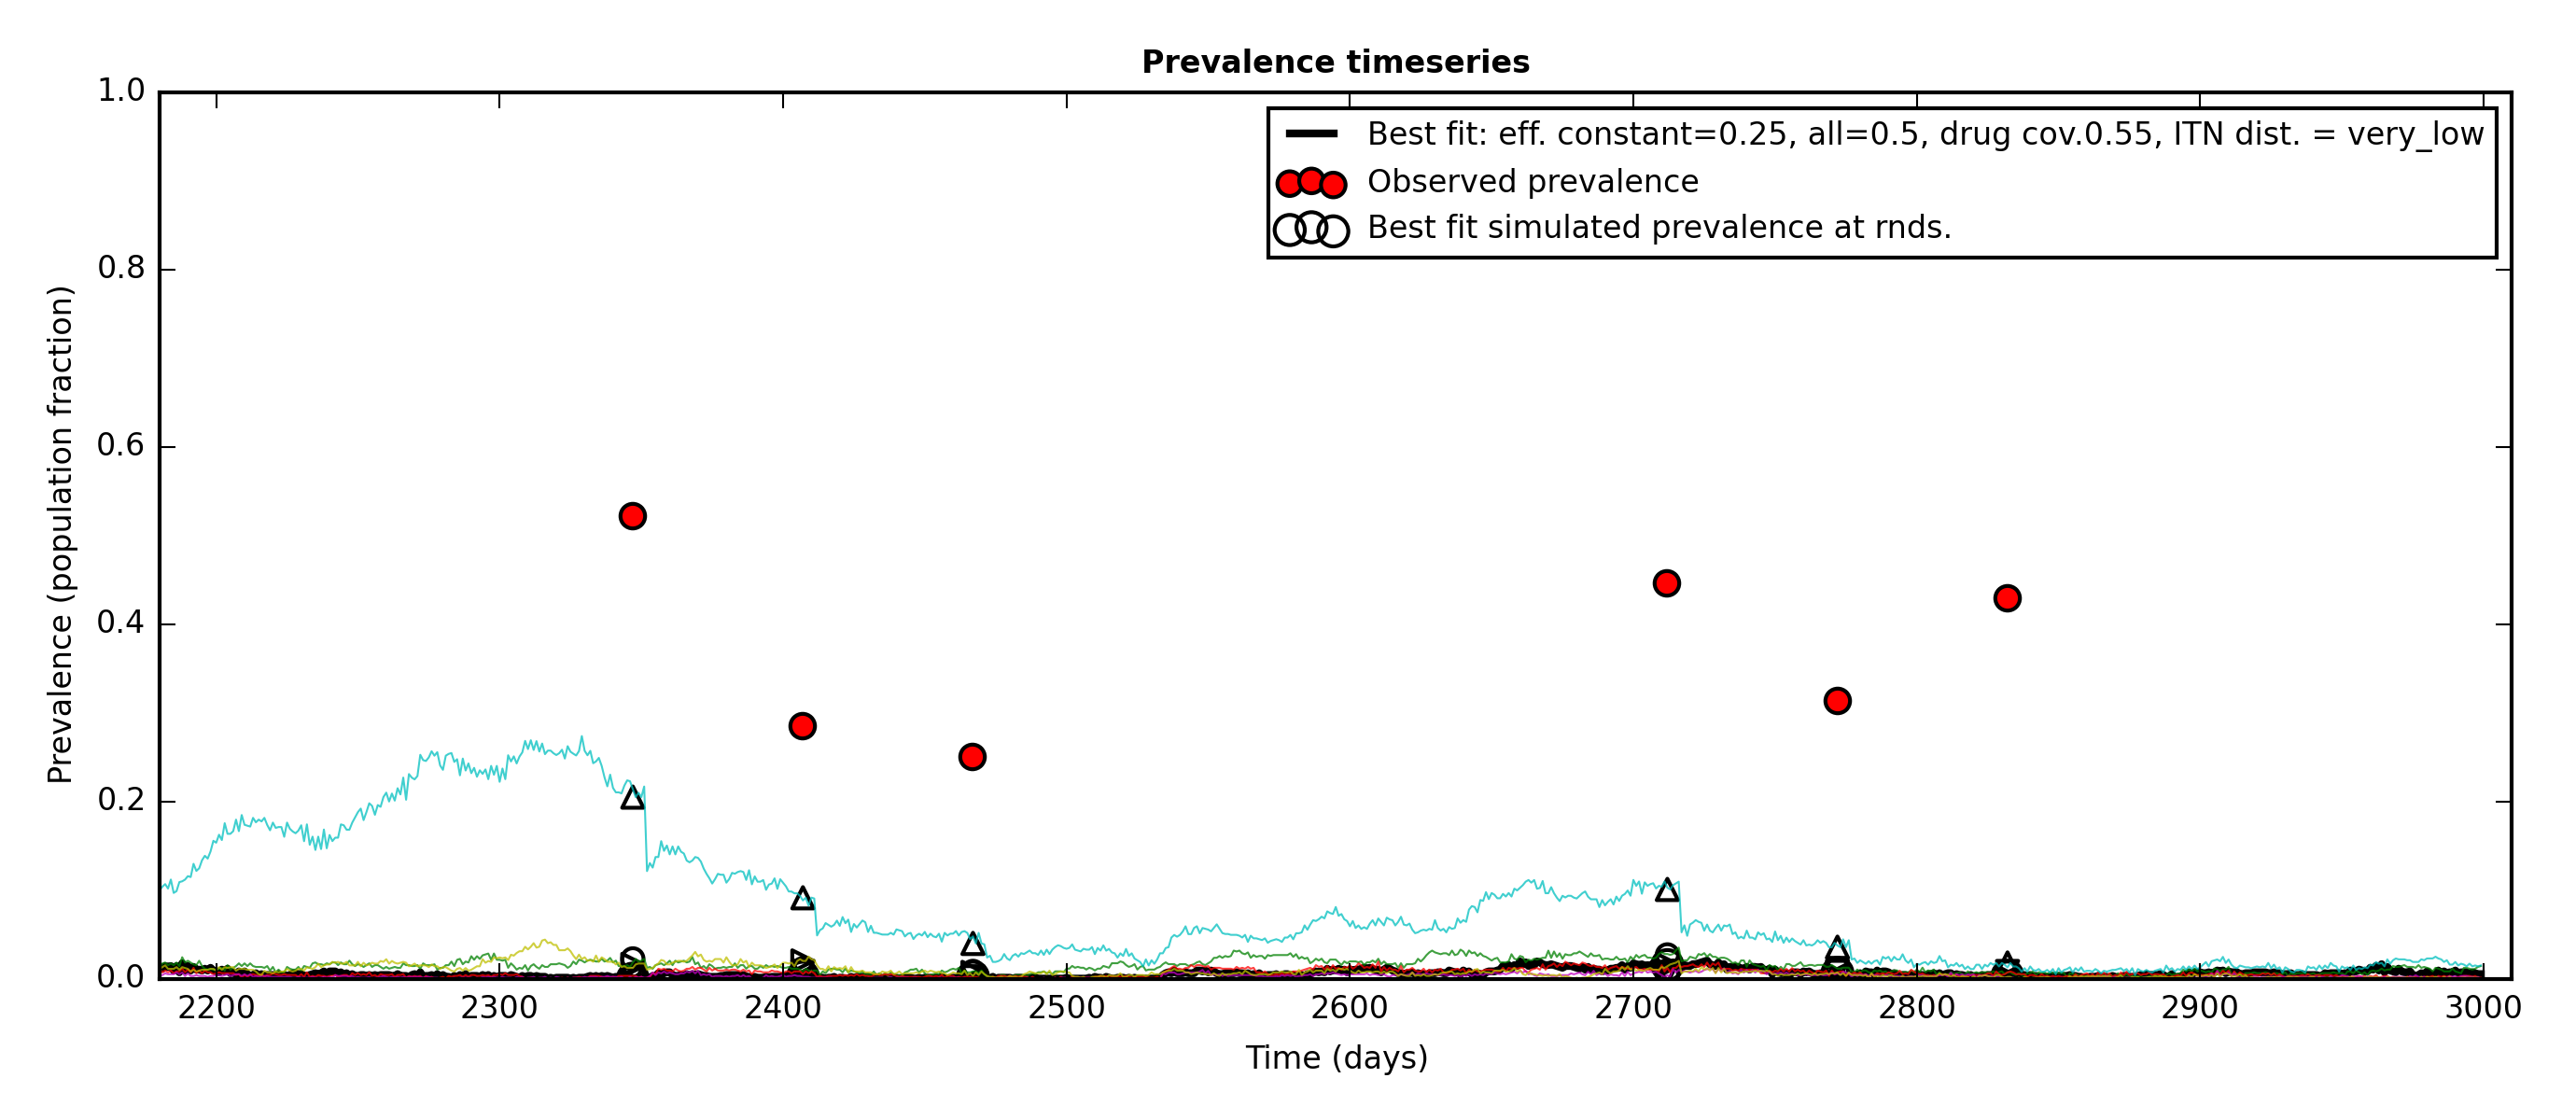 Prevalence timeseries
1.0
0.8
0.6
0.4
0.2
0.0
Prevalence (population fraction)
Best fit: eff. constant=0.25, all=0.5, drug cov.0.55, ITN dist. = very_low
Observed prevalence
Best fit simulated prevalence at rnds.
2200 2300 2400 2500 2600 2700 2800 2900 3000
Time (days)